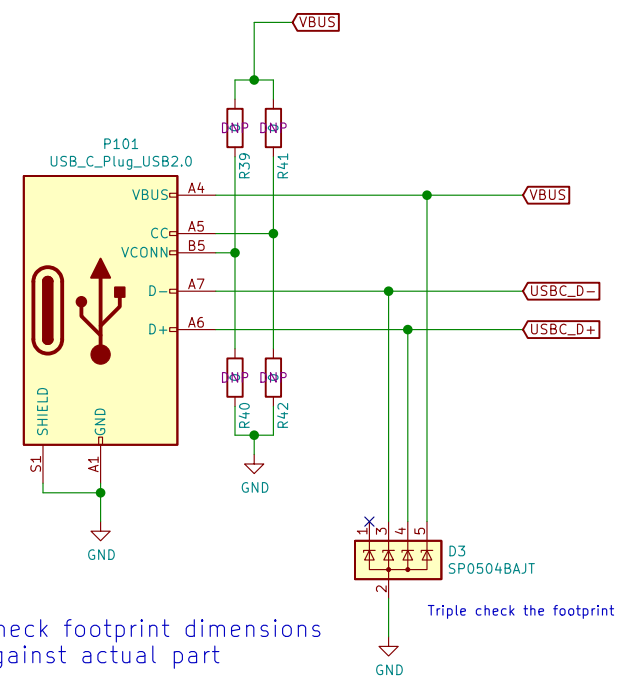 VBUS
DNP
DNP
R39
R41
P101
USB_C_Plug_USB2.0
VBUS
A4
VBUS
CC
A5
VCONN
B5
D-
A7
USBC_D-
D+
A6
USBC_D+
DNP
DNP
R40
R42
SHIELD
GND
S1
A1
GND
GND
1
3
4
5
D3
SP0504BAJT
2
Triple check the footprint
heck footprint dimensions
gainst actual part
GND